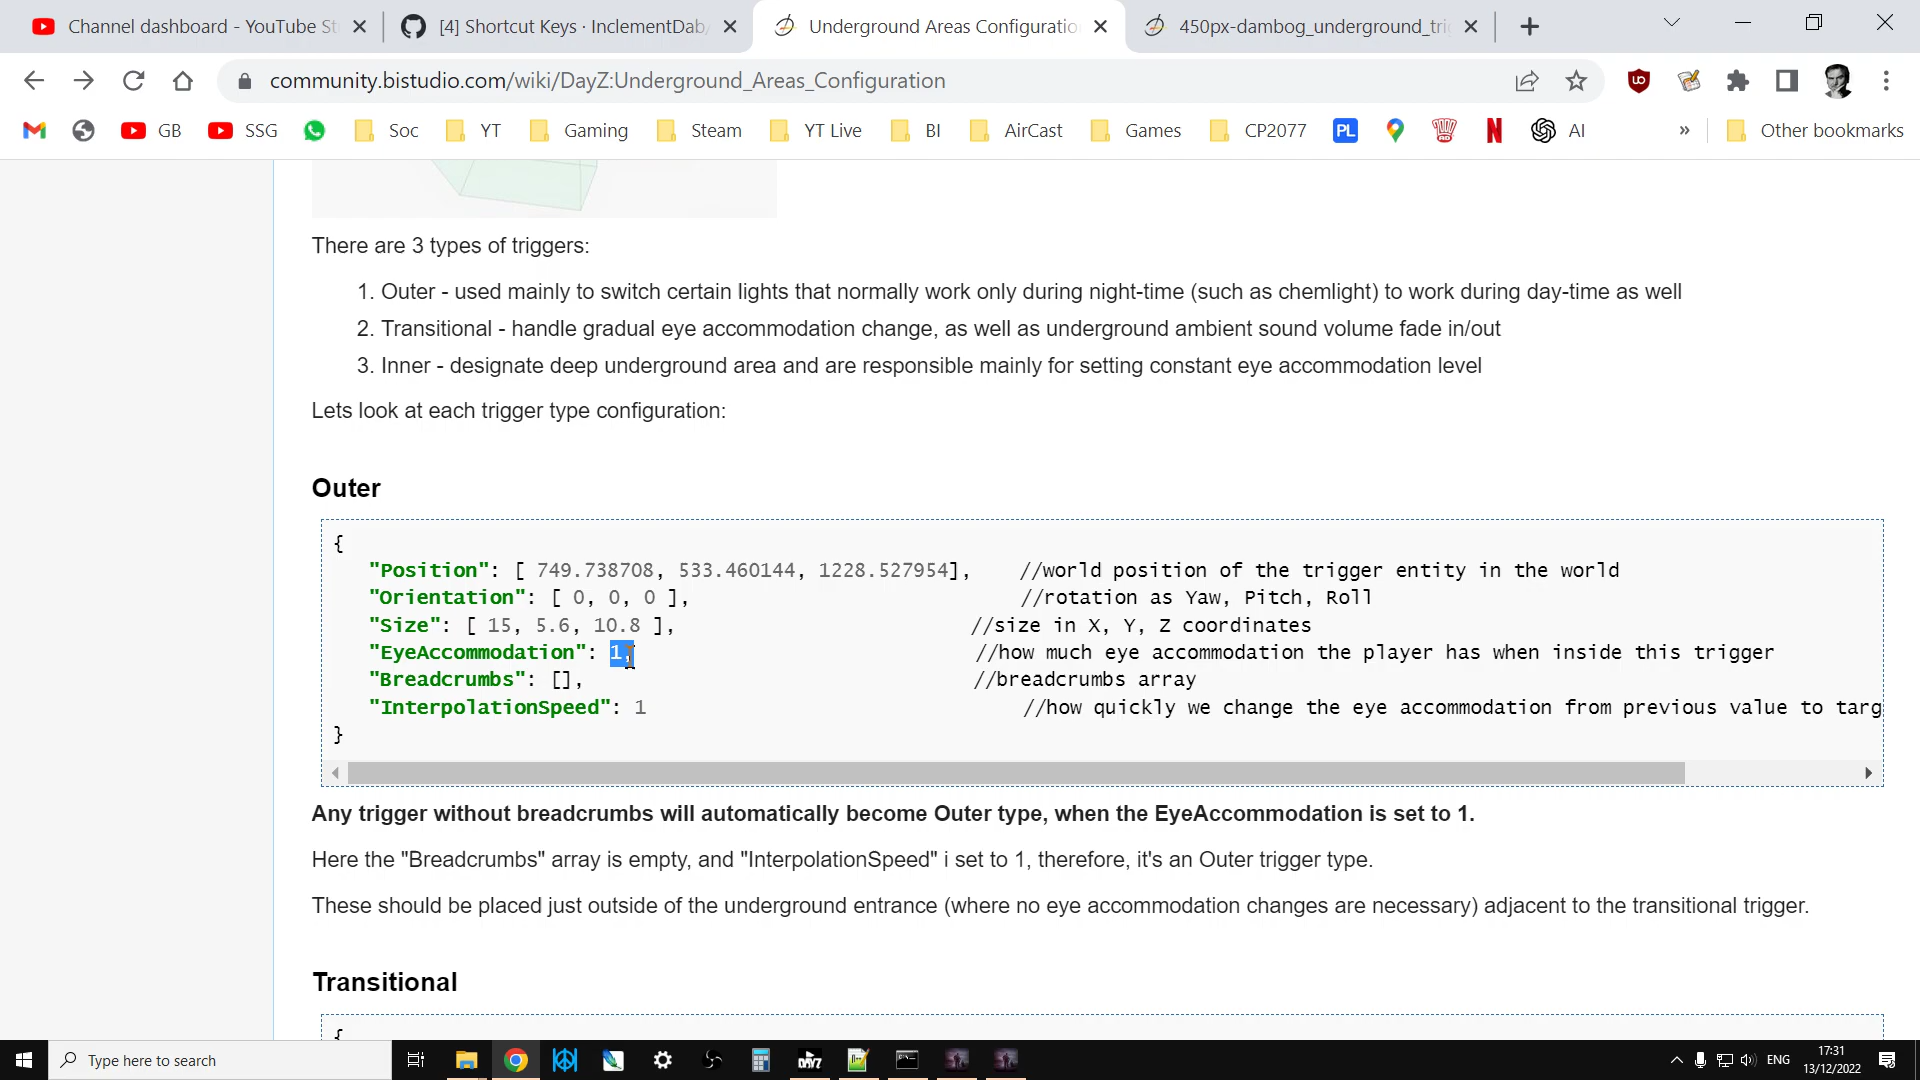 Channel dashboard - YouTube St
[4] Shortcut Keys · InclementDab/
Underground Areas Configuratio
450px-dambog_underground_tri
community.bistudio.com/wiki/DayZ:Underground_Areas_Configuration
GB
SSG
Soc
YT
Gaming
Steam
YT Live
BI
AirCast
Games
CP2077
PL
AI
»
Other bookmarks
There are 3 types of triggers:
1. Outer - used mainly to switch certain lights that normally work only during night-time (such as chemlight) to work during day-time as well
2. Transitional - handle gradual eye accommodation change, as well as underground ambient sound volume fade in/out
3. Inner - designate deep underground area and are responsible mainly for setting constant eye accommodation level
Lets look at each trigger type configuration:
Outer
{
"Position": [ 749.738708, 533.460144, 1228.527954], //world position of the trigger entity in the world
"Orientation": [ 0, 0, 0 ], //rotation as Yaw, Pitch, Roll
"Size": [ 15, 5.6, 10.8 ], //size in X, Y, Z coordinates
"EyeAccommodation": 1, //how much eye accommodation the player has when inside this trigger
"Breadcrumbs": [], //breadcrumbs array
"InterpolationSpeed": 1 //how quickly we change the eye accommodation from previous value to targ
}
Any trigger without breadcrumbs will automatically become Outer type, when the EyeAccommodation is set to 1.
Here the "Breadcrumbs" array is empty, and "InterpolationSpeed" i set to 1, therefore, it's an Outer trigger type.
These should be placed just outside of the underground entrance (where no eye accommodation changes are necessary) adjacent to the transitional trigger.
Transitional
{
Type here to search
DAYZ
ENG
17:31
13/12/2022